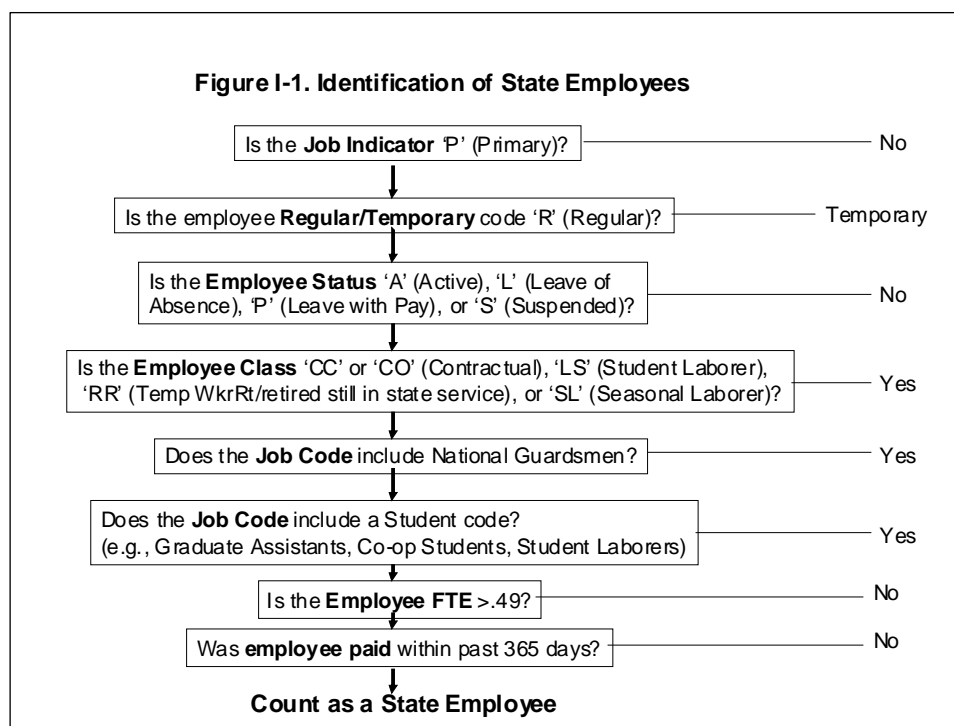 Figure I-1. Identification of State Employees
Is the Job Indicator ‘P’ (Primary)?
No
Is the employee Regular/Temporary code ‘R’ (Regular)?
Temporary
Is the Employee Status ‘A’ (Active), ‘L’ (Leave of
Absence), ‘P’ (Leave with Pay), or ‘S’ (Suspended)?
No
Is the Employee Class ‘CC’ or ‘CO’ (Contractual), ‘LS’ (Student Laborer),
‘RR’ (Temp WkrRt/retired still in state service), or ‘SL’ (Seasonal Laborer)?
Yes
Does the Job Code include National Guardsmen?
Yes
Does the Job Code include a Student code?
(e.g., Graduate Assistants, Co-op Students, Student Laborers)
Yes
Is the Employee FTE >.49?
No
Was employee paid within past 365 days?
No
Count as a State Employee